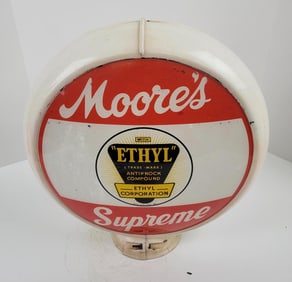 Moore's
"ETHYL"
TRADE MARK
ANTIKNOCK
COMPOUND
ETHYL
CORPORATION
Supreme